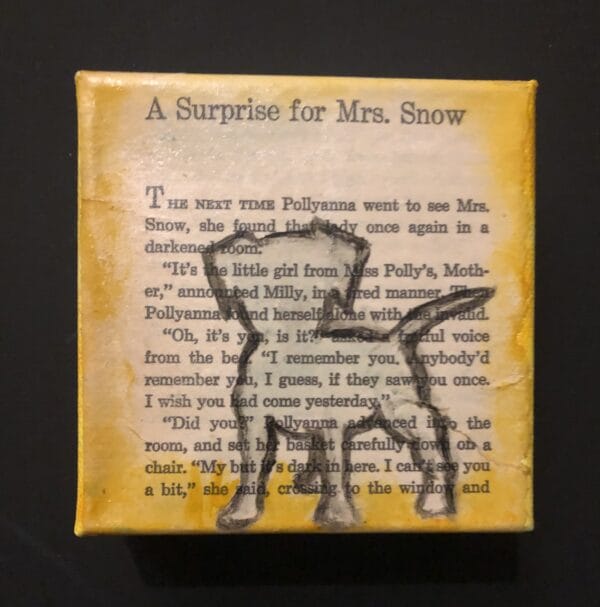 A Surprise for Mrs. Snow
THE NEXT TIME Pollyanna went to see Mrs.
Snow, she found that lady once again in a
darkened room.
“It’s the little girl from Miss Polly’s, Moth-
er,” announced Milly, in a tired manner. Then
Pollyanna found herself alone with the invalid.
“Oh, it’s you, is it?” asked a fretful voice
from the bed. “I remember you. Anybody’d
remember you, I guess, if they saw you once.
I wish you had come yesterday.”
“Did you?” Pollyanna advanced into the
room, and set her basket carefully down on a
chair. “My but it’s dark in here. I can’t see you
a bit,” she said, crossing to the window and